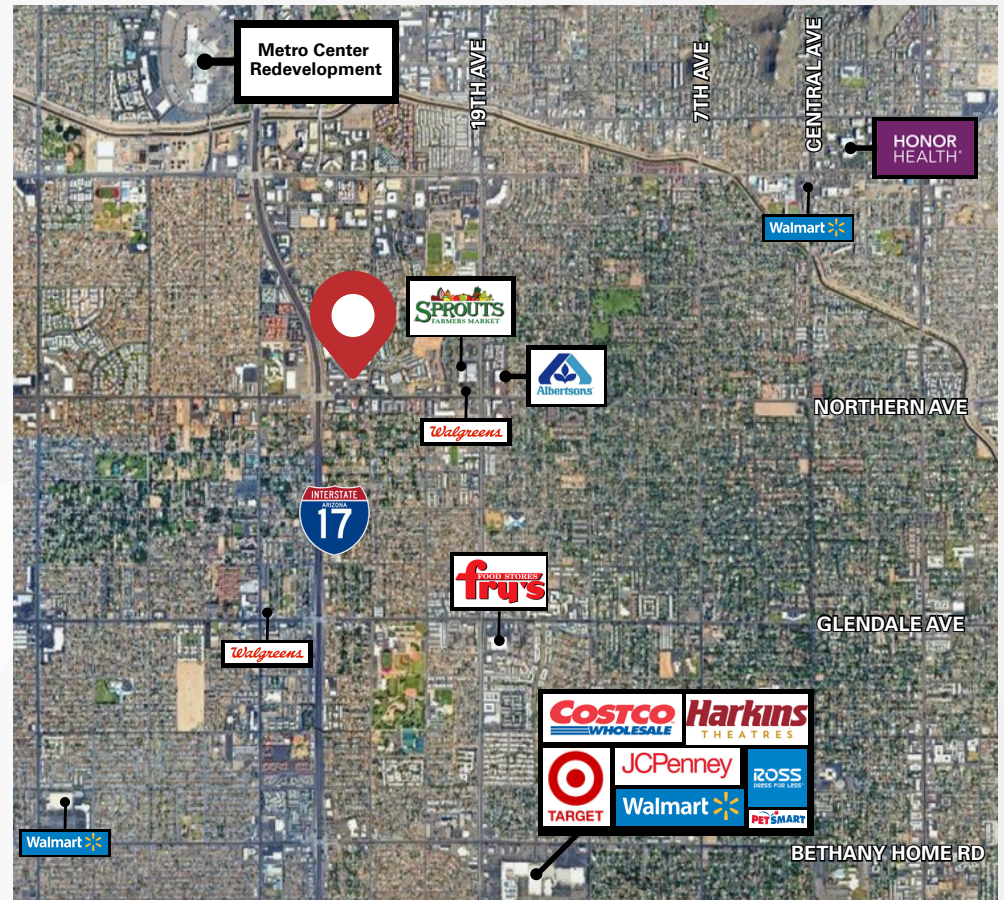 Metro Center
Redevelopment
19TH AVE
7TH AVE
CENTRAL AVE
HONOR
HEALTH®
Walmart
SPROUTS
FARMERS MARKET
Albertsons
Walgreens
NORTHERN AVE
INTERSTATE
ARIZONA
17
FOOD STORES
fry's
GLENDALE AVE
Walgreens
COSTCO
WHOLESALE
Harkins
THEATRES
TARGET
JCPenney
ROSS
DRESS FOR LESS
Walmart
PETSMART
Walmart
BETHANY HOME RD